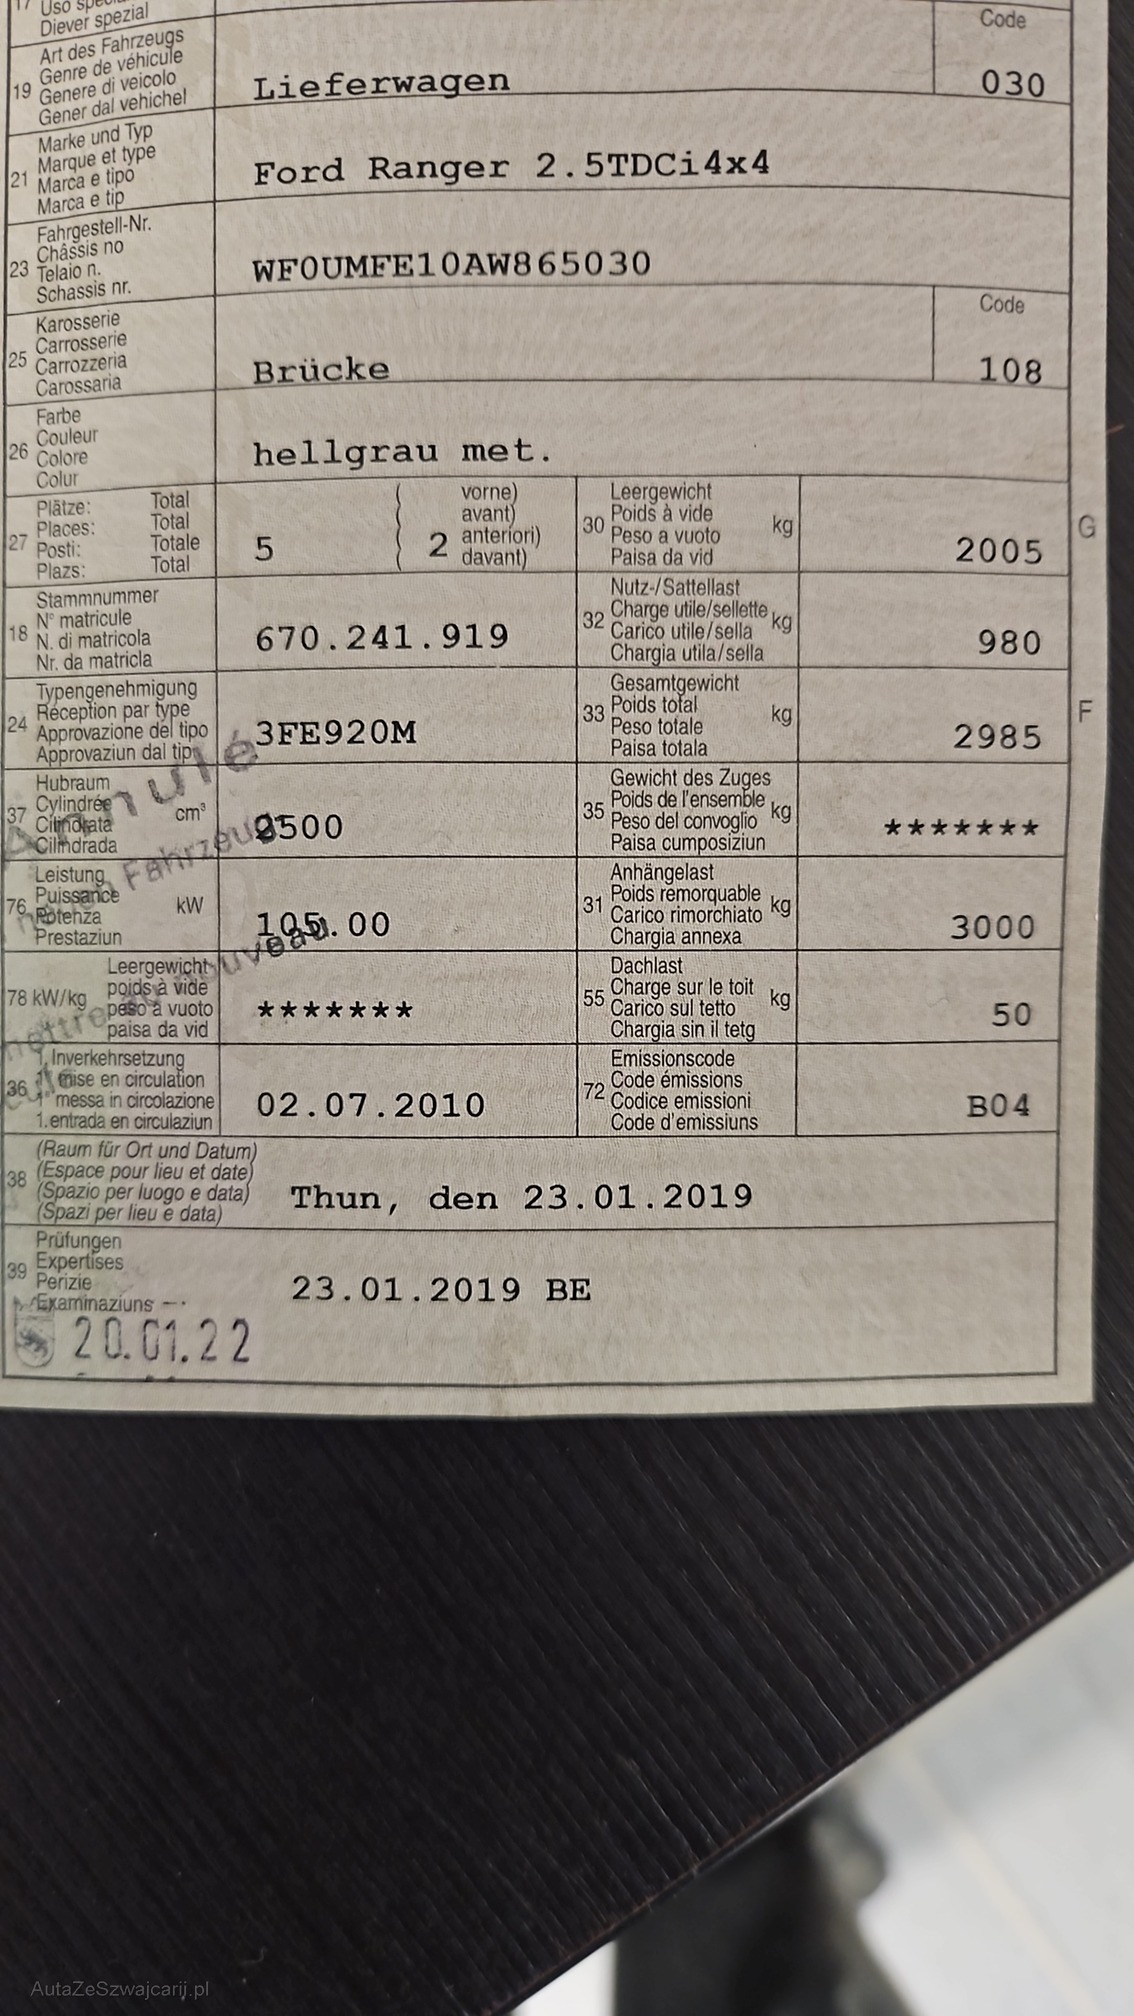 17 Uso
Diever spezial
Code
19 Art des Fahrzeugs
Genre de véhicule
Genere di veicolo
Gener dal vehichel
Lieferwagen
030
21 Marke und Typ
Marque et type
Marca e tipo
Marca e tip
Ford Ranger 2.5TDCi4x4
23 Fahrgestell-Nr.
Châssis no
Telaio n.
Schassis nr.
WF0UMFE10AW865030
25 Karosserie
Carrosserie
Carrozzeria
Carossaria
Brücke
Code
108
26 Farbe
Couleur
Colore
Colur
hellgrau met.
27 Plätze: Total
Places: Total
Posti: Totale
Plazs: Total
5
2
vorne)
avant)
anteriori)
davant)
30 Leergewicht
Poids à vide
Peso a vuoto
Paisa da vid
kg
2005
G
18 Stammnummer
N° matricule
N. di matricola
Nr. da matricla
670.241.919
32 Nutz-/Sattellast
Charge utile/sellette
Carico utile/sella
Chargia utila/sella
kg
980
24 Typengenehmigung
Réception par type
Approvazione del tipo
Approvaziun dal tip
3FE920M
33 Gesamtgewicht
Poids total
Peso totale
Paisa totala
kg
2985
F
37 Hubraum
Cylindrée
Cilindrata
Cilindrada
cm³
2500
35 Gewicht des Zuges
Poids de l'ensemble
Peso del convoglio
Paisa cumposiziun
kg
*******
76 Leistung
Puissance
Potenza
Prestaziun
kW
105.00
31 Anhängelast
Poids remorquable
Carico rimorchiato
Chargia annexa
kg
3000
78 kW/kg
Leergewicht
poids à vide
peso a vuoto
paisa da vid
*******
55 Dachlast
Charge sur le toit
Carico sul tetto
Chargia sin il tetg
kg
50
36 1. Inverkehrsetzung
1. mise en circulation
1. messa in circolazione
1. entrada en circulaziun
02.07.2010
72 Emissionscode
Code émissions
Codice emissioni
Code d'emissiuns
B04
38 (Raum für Ort und Datum)
(Espace pour lieu et date)
(Spazio per luogo e data)
(Spazi per lieu e data)
Thun, den 23.01.2019
39 Prüfungen
Expertises
Perizie
Examinaziuns
23.01.2019 BE
20.01.22
Annulé
neuen Fahrzeug
nouveau
AutaZeSzwajcarij.pl